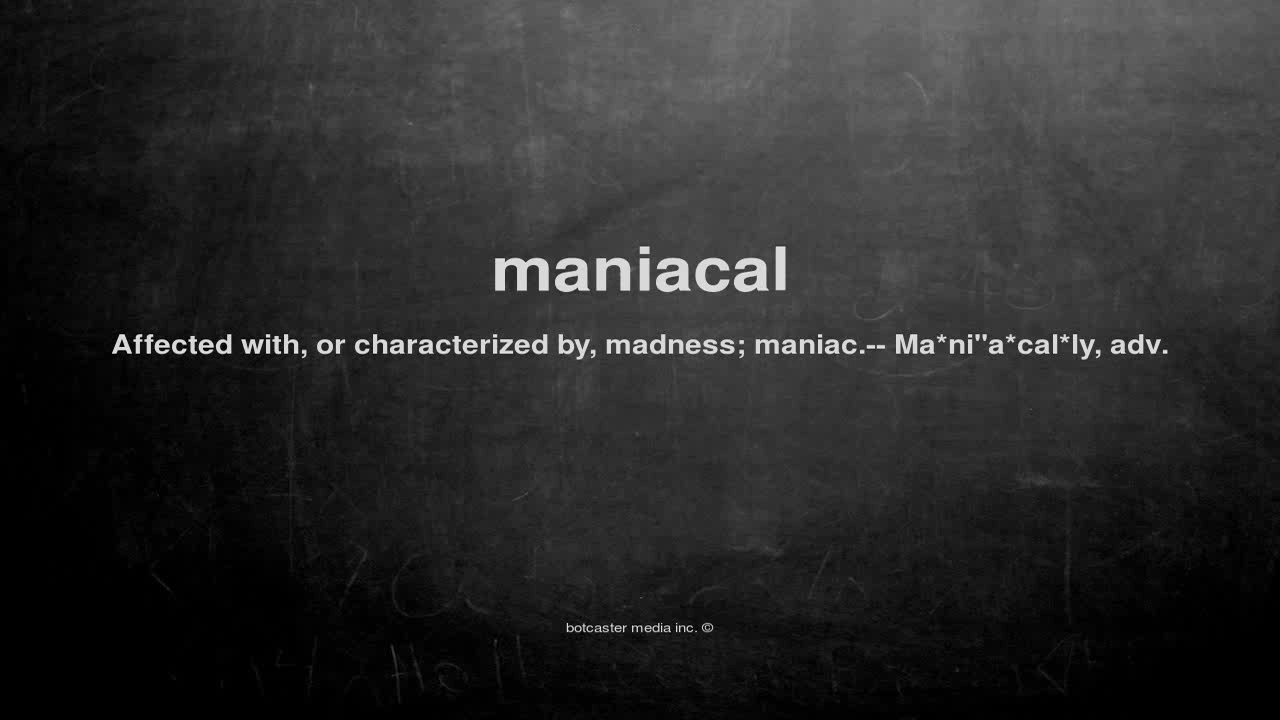 maniacal
Affected with, or characterized by, madness; maniac.-- Ma*ni"a*cal*ly, adv.
botcaster media inc. ©